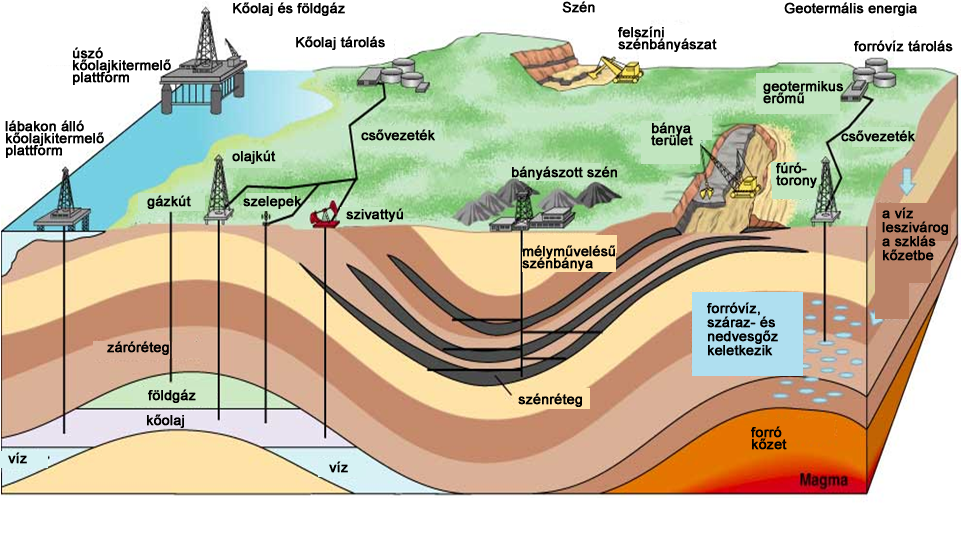 Kőolaj és földgáz
Szén
Geotermális energia
úszó
kőolajkitermelő
plattform
Kőolaj tárolás
felszíni
szénbányászat
forróvíz tárolás
geotermikus
erőmű
lábakon álló
kőolajkitermelő
plattform
csővezeték
bánya
terület
csővezeték
olajkút
bányászott szén
fúró-
torony
gázkút
szelepek
szivattyú
a víz
leszivárog
a szklás
kőzetbe
mélyművelésű
szénbánya
forróvíz,
száraz- és
nedvesgőz
keletkezik
záróréteg
földgáz
szénréteg
kőolaj
forró
kőzet
víz
víz
Magma